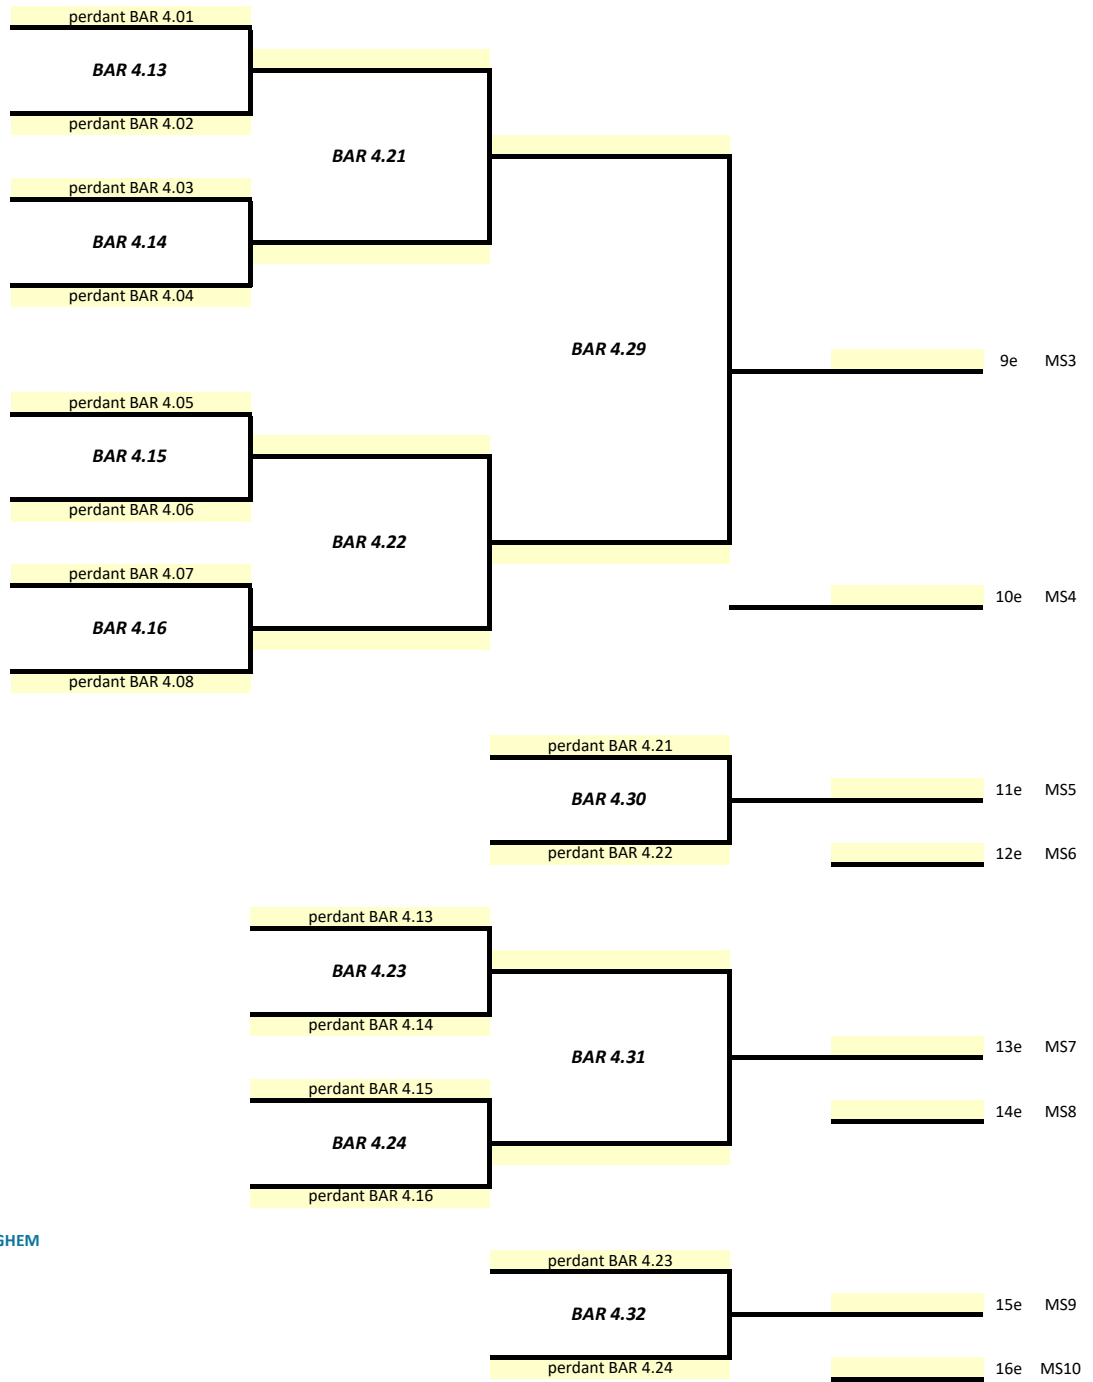 perdant BAR 4.01
BAR 4.13
perdant BAR 4.02
BAR 4.21
perdant BAR 4.03
BAR 4.14
perdant BAR 4.04
BAR 4.29
9e MS3
perdant BAR 4.05
BAR 4.15
perdant BAR 4.06
BAR 4.22
perdant BAR 4.07
10e MS4
BAR 4.16
perdant BAR 4.08
perdant BAR 4.21
11e MS5
BAR 4.30
perdant BAR 4.22
12e MS6
perdant BAR 4.13
BAR 4.23
perdant BAR 4.14
13e MS7
BAR 4.31
perdant BAR 4.15
14e MS8
BAR 4.24
perdant BAR 4.16
GHEM
perdant BAR 4.23
15e MS9
BAR 4.32
perdant BAR 4.24
16e MS10